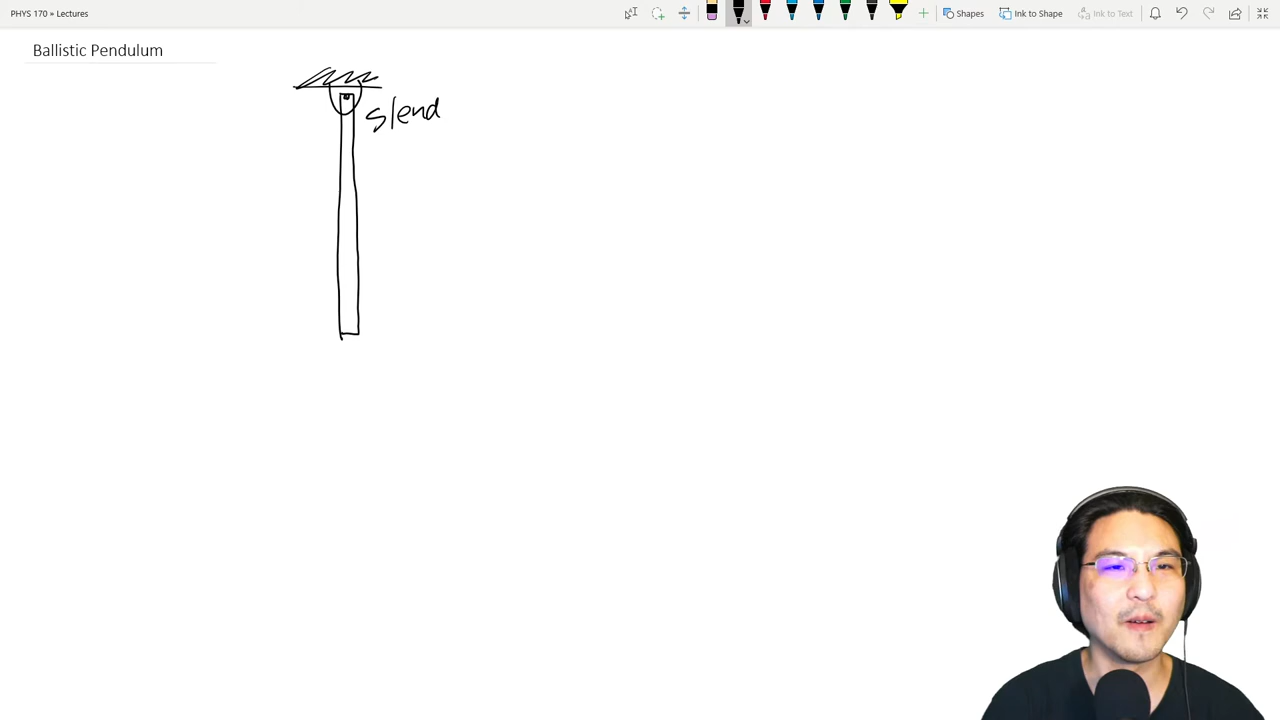 PHYS 170 » Lectures
Shapes
Ink to Shape
Ink to Text
Ballistic Pendulum
slend